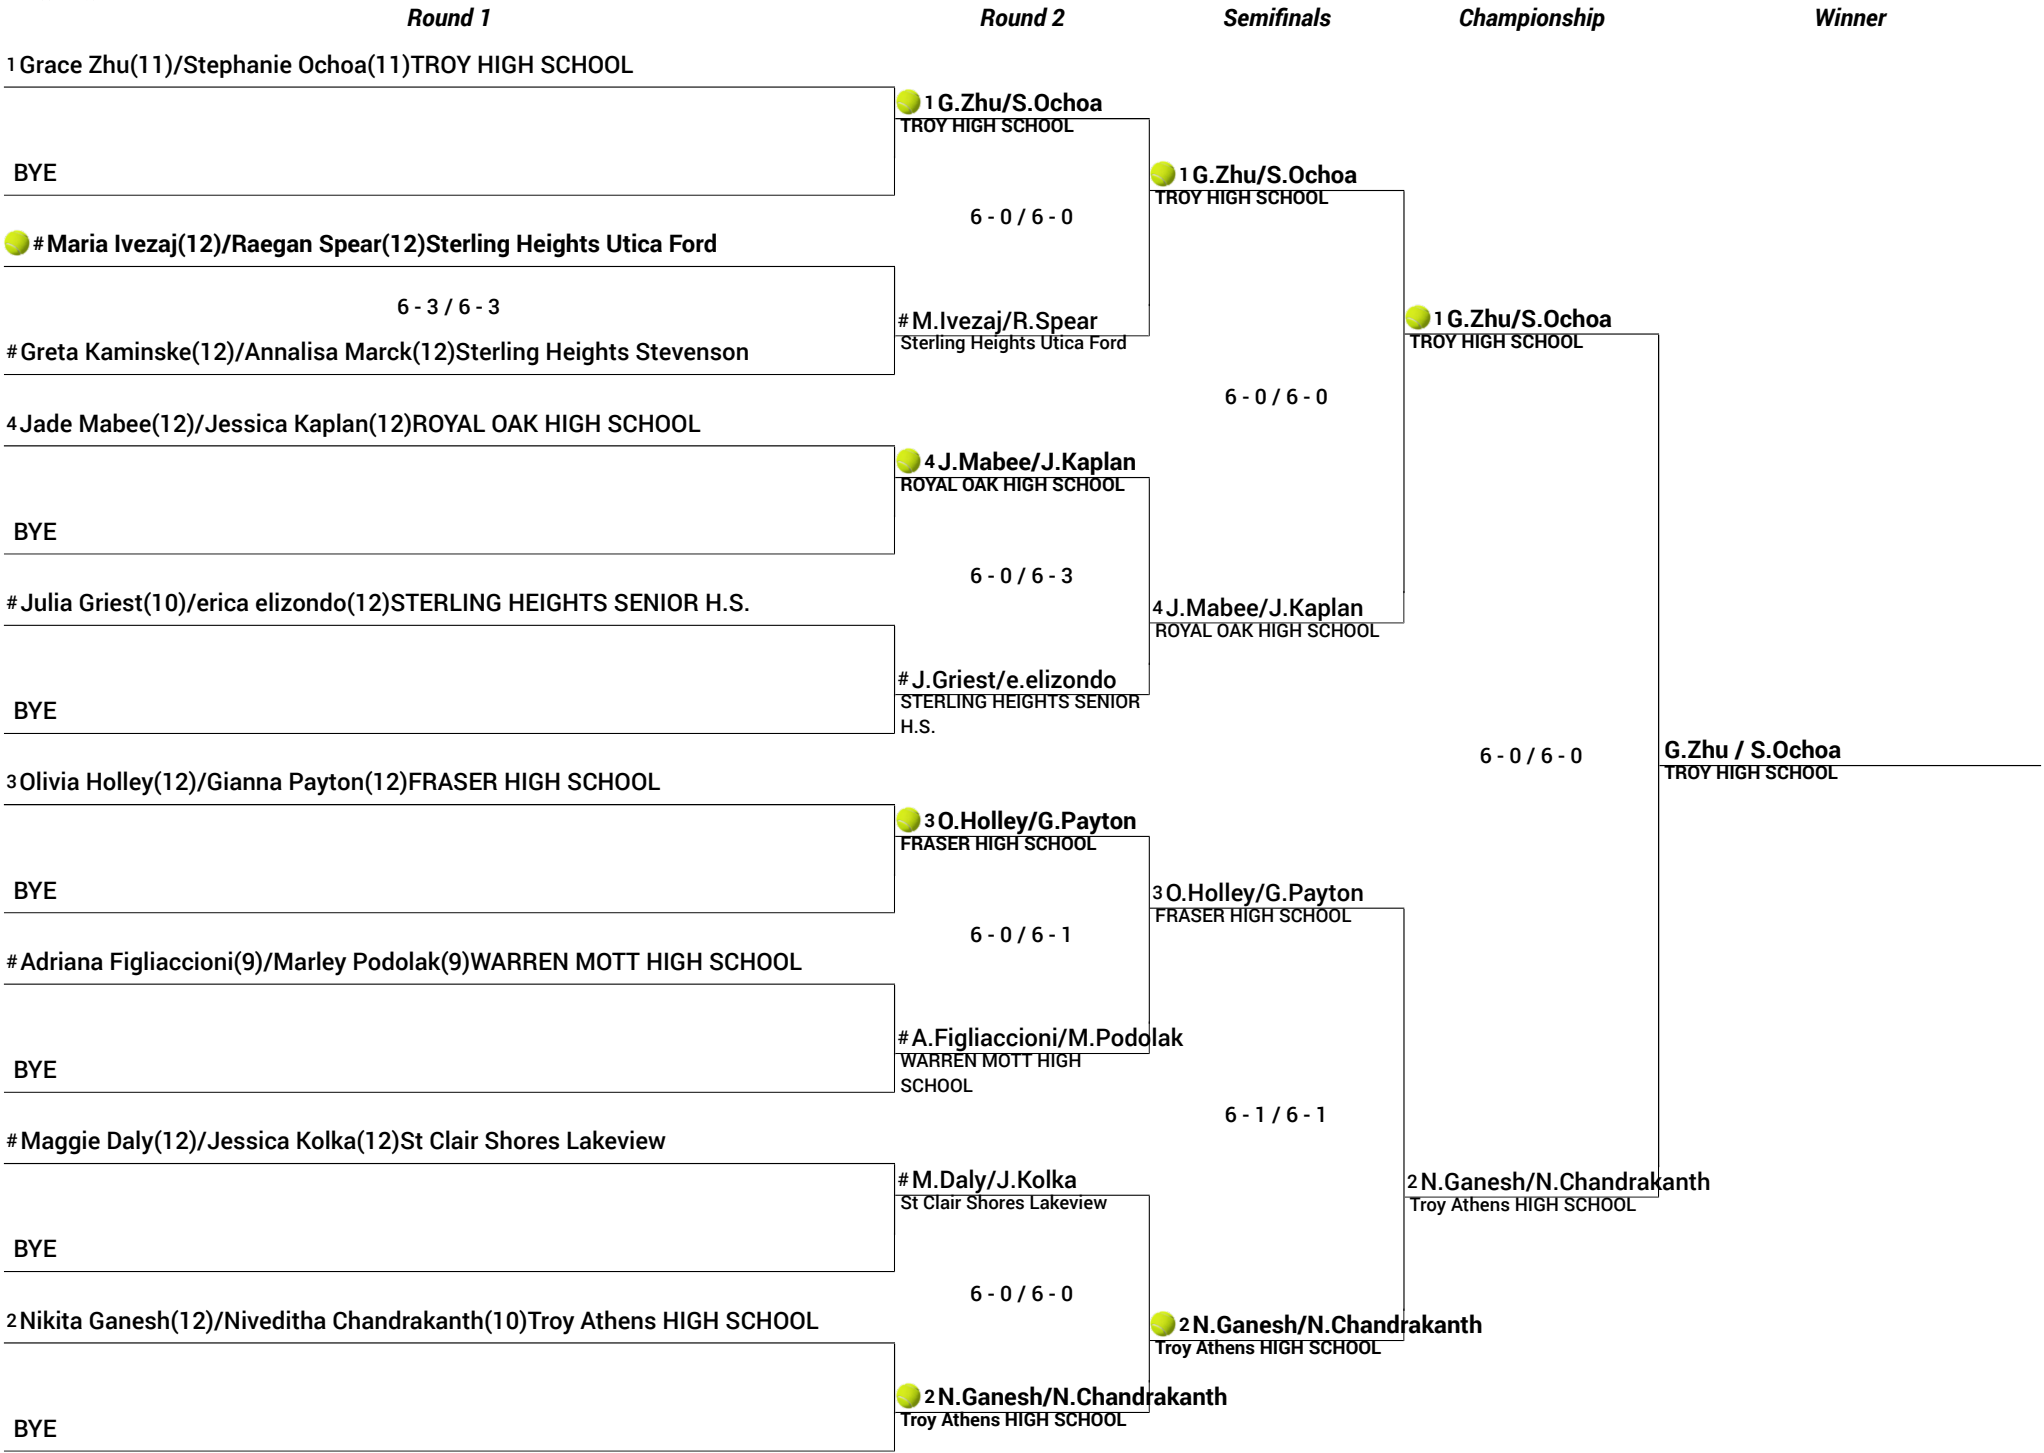 Round 1
Round 2
Semifinals
Championship
Winner
1 Grace Zhu(11)/Stephanie Ochoa(11)TROY HIGH SCHOOL
BYE
# Maria Ivezaj(12)/Raegan Spear(12)Sterling Heights Utica Ford
6 - 3 / 6 - 3
# Greta Kaminske(12)/Annalisa Marck(12)Sterling Heights Stevenson
4 Jade Mabee(12)/Jessica Kaplan(12)ROYAL OAK HIGH SCHOOL
BYE
# Julia Griest(10)/erica elizondo(12)STERLING HEIGHTS SENIOR H.S.
BYE
3 Olivia Holley(12)/Gianna Payton(12)FRASER HIGH SCHOOL
BYE
# Adriana Figliaccioni(9)/Marley Podolak(9)WARREN MOTT HIGH SCHOOL
BYE
# Maggie Daly(12)/Jessica Kolka(12)St Clair Shores Lakeview
BYE
2 Nikita Ganesh(12)/Niveditha Chandrakanth(10)Troy Athens HIGH SCHOOL
BYE
1 G.Zhu/S.Ochoa
TROY HIGH SCHOOL
6 - 0 / 6 - 0
# M.Ivezaj/R.Spear
Sterling Heights Utica Ford
4 J.Mabee/J.Kaplan
ROYAL OAK HIGH SCHOOL
6 - 0 / 6 - 3
# J.Griest/e.elizondo
STERLING HEIGHTS SENIOR
H.S.
3 O.Holley/G.Payton
FRASER HIGH SCHOOL
6 - 0 / 6 - 1
# A.Figliaccioni/M.Podolak
WARREN MOTT HIGH
SCHOOL
# M.Daly/J.Kolka
St Clair Shores Lakeview
6 - 0 / 6 - 0
2 N.Ganesh/N.Chandrakanth
Troy Athens HIGH SCHOOL
1 G.Zhu/S.Ochoa
TROY HIGH SCHOOL
6 - 0 / 6 - 0
4 J.Mabee/J.Kaplan
ROYAL OAK HIGH SCHOOL
3 O.Holley/G.Payton
FRASER HIGH SCHOOL
6 - 1 / 6 - 1
2 N.Ganesh/N.Chandrakanth
Troy Athens HIGH SCHOOL
1 G.Zhu/S.Ochoa
TROY HIGH SCHOOL
6 - 0 / 6 - 0
2 N.Ganesh/N.Chandrakanth
Troy Athens HIGH SCHOOL
G.Zhu / S.Ochoa
TROY HIGH SCHOOL